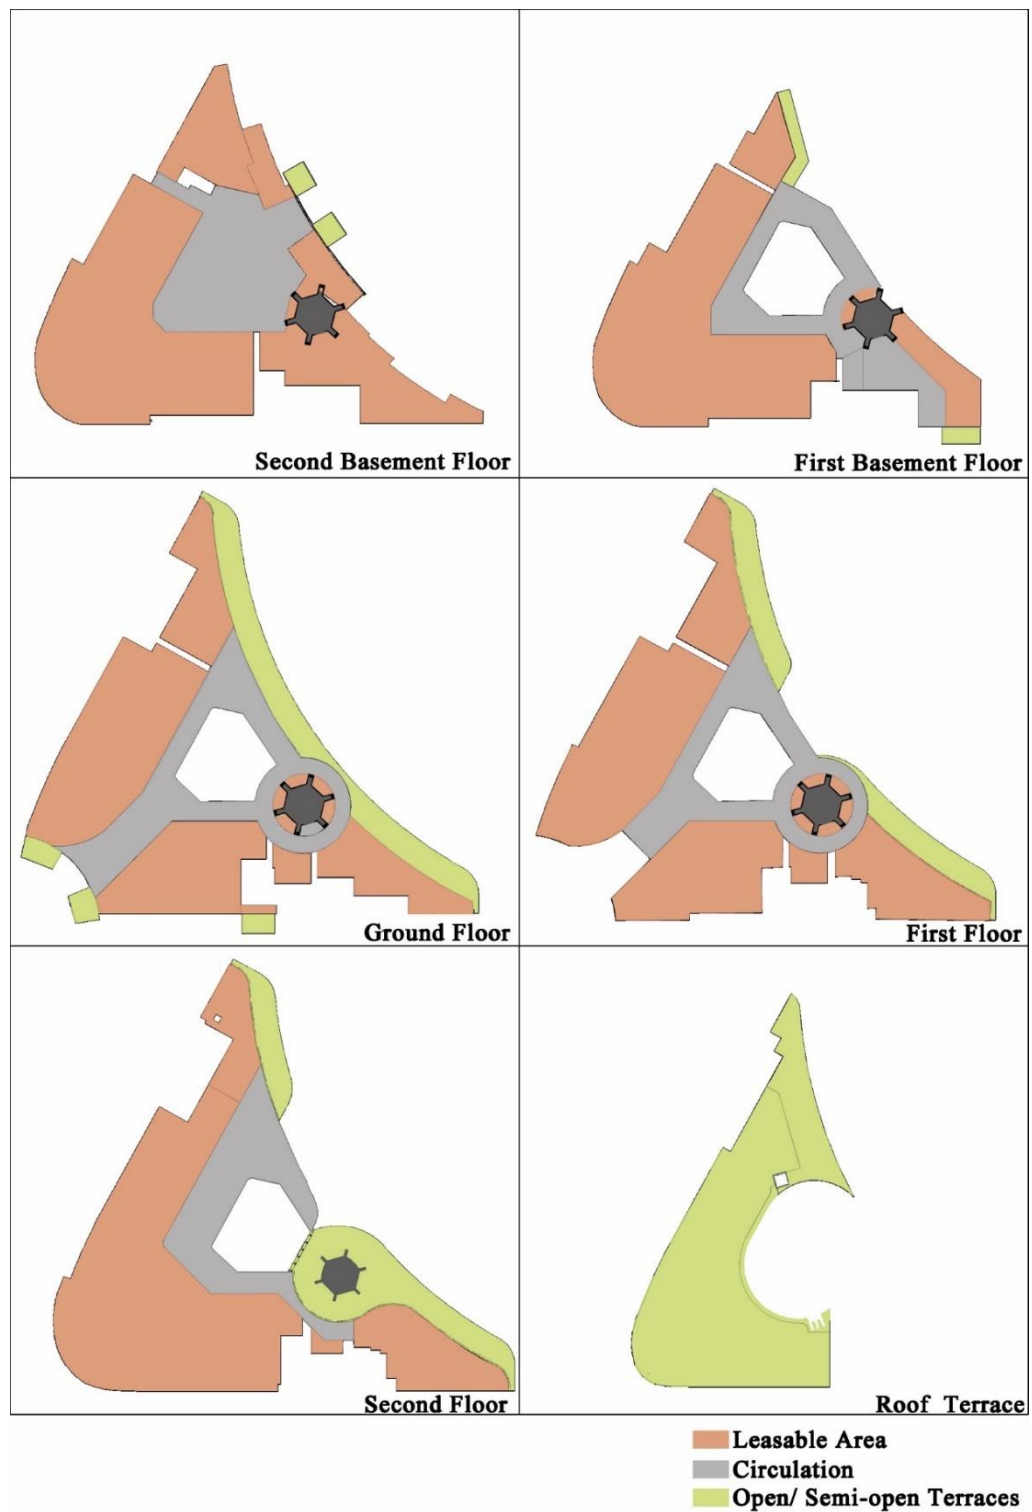 Second Basement Floor
First Basement Floor
Ground Floor
First Floor
Second Floor
Roof Terrace
Leasable Area
Circulation
Open/ Semi-open Terraces